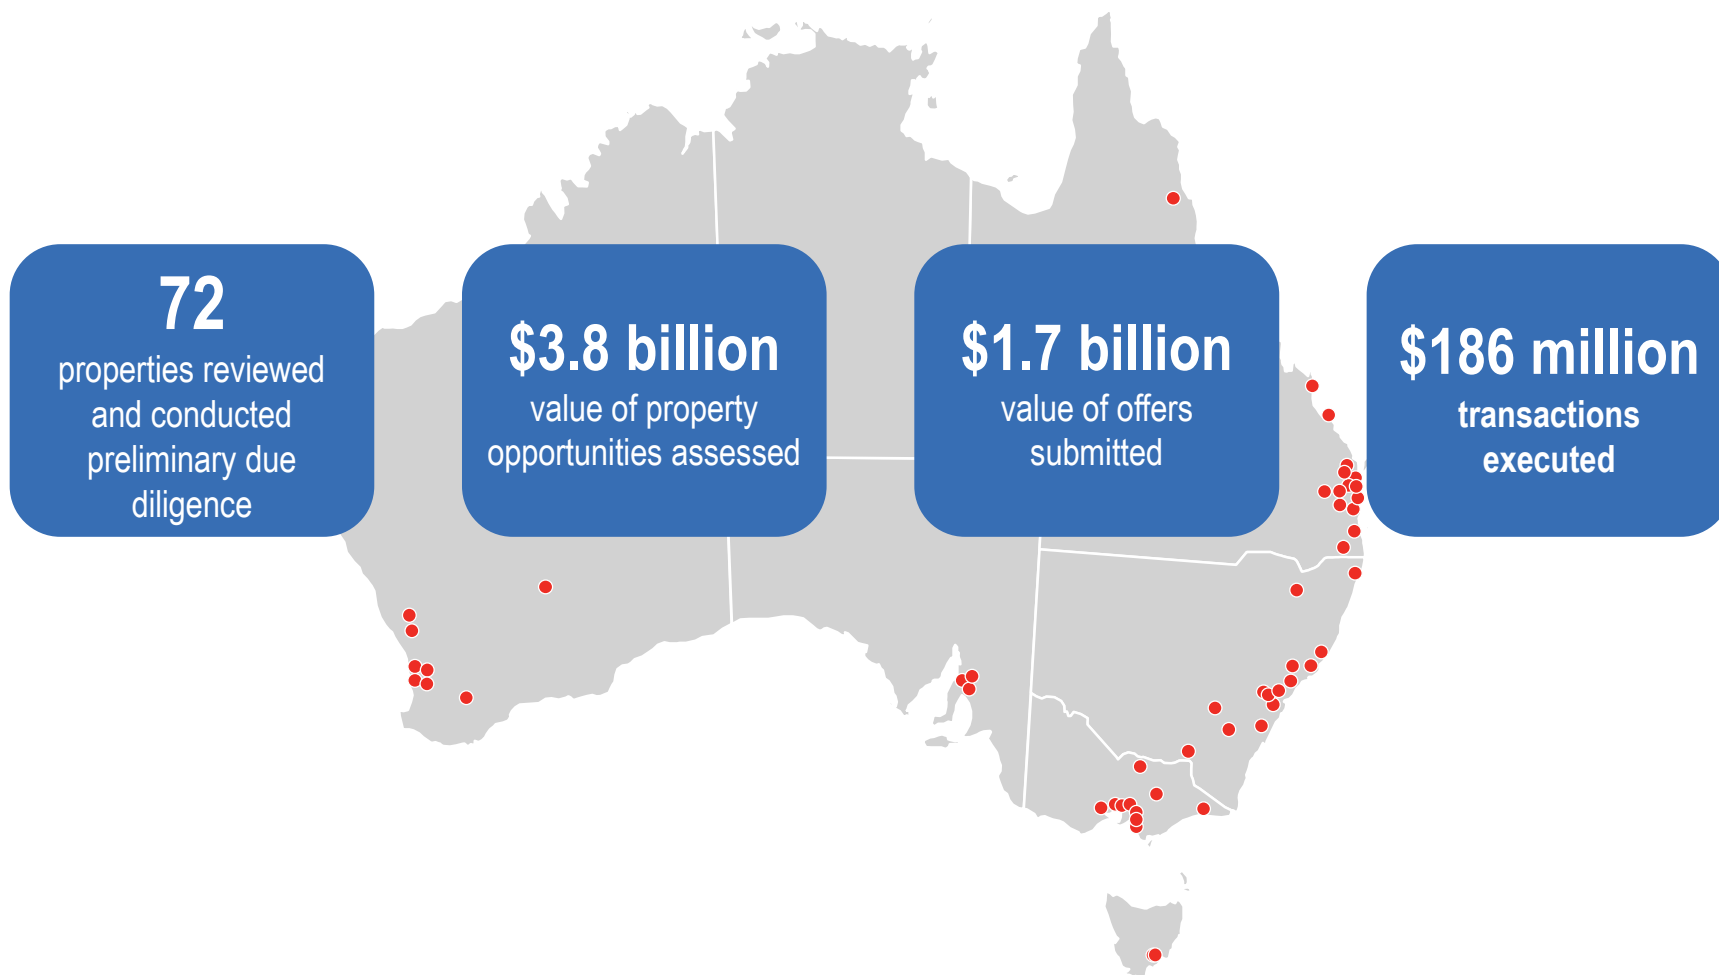 72
properties reviewed
and conducted
preliminary due
diligence
$3.8 billion
value of property
opportunities assessed
$1.7 billion
value of offers
submitted
$186 million
transactions
executed